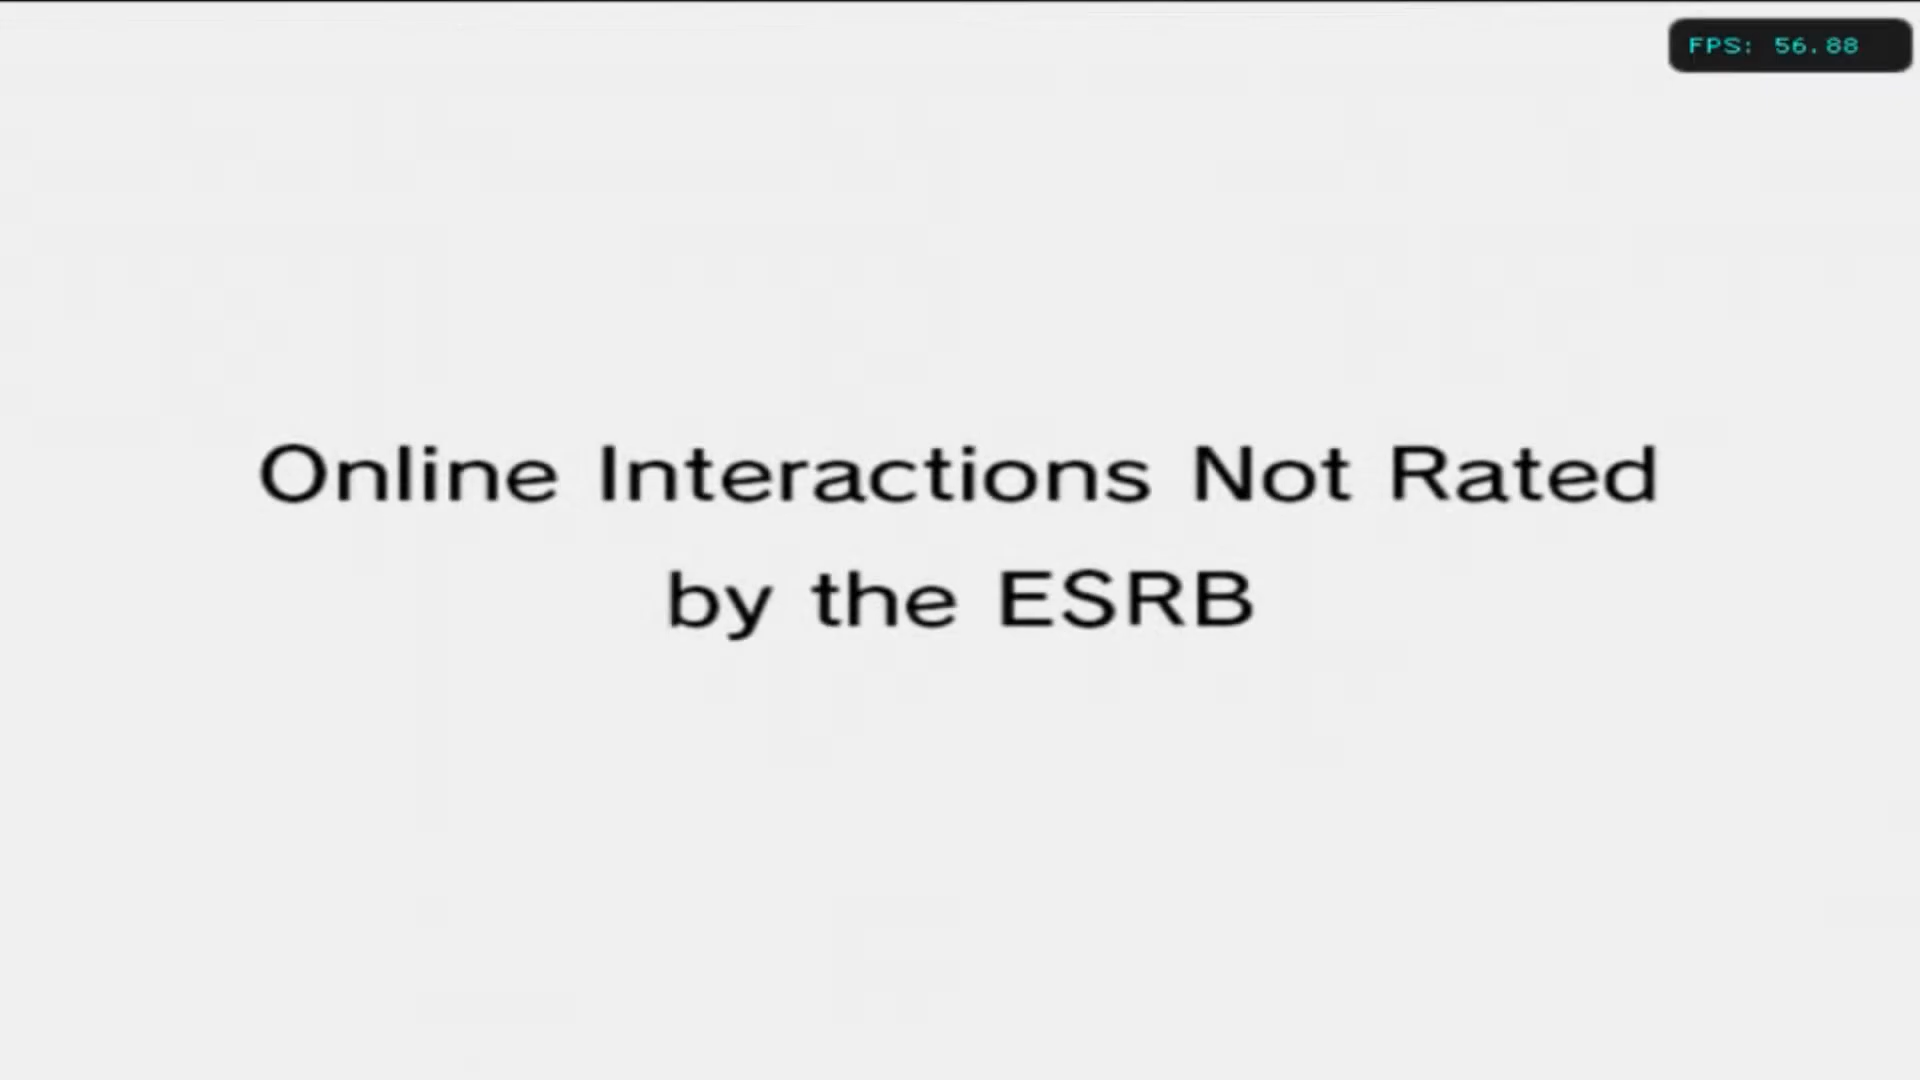 FPS: 56.88
Online Interactions Not Rated
by the ESRB